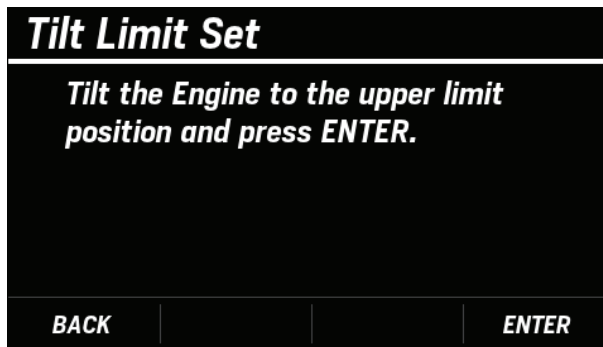 Tilt Limit Set
Tilt the Engine to the upper limit
position and press ENTER.
BACK
ENTER